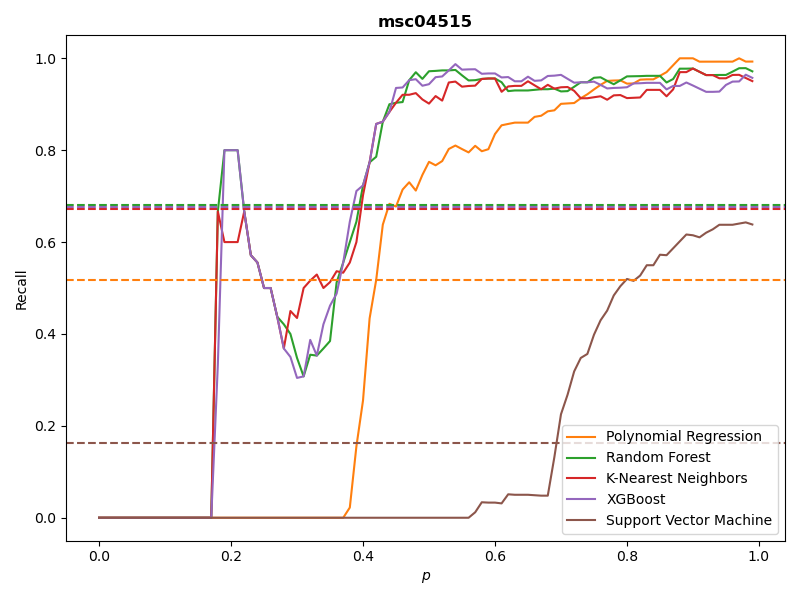 msc04515
Recall
1.0
0.8
0.6
0.4
0.2
0.0
0.0
0.2
0.4
0.6
0.8
1.0
p
Polynomial Regression
Random Forest
K-Nearest Neighbors
XGBoost
Support Vector Machine